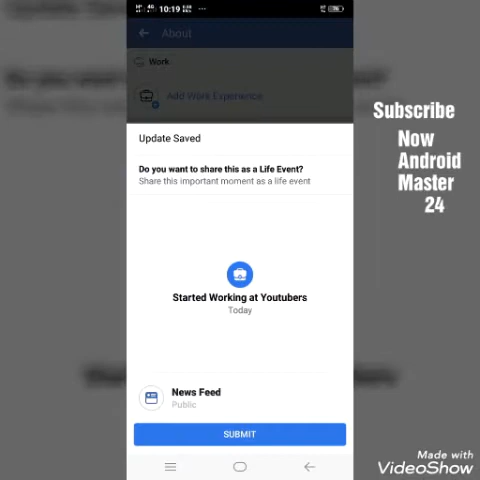 10:19
About
Work
Add Work Experience
Update Saved
Do you want to share this as a Life Event?
Share this important moment as a life event
Started Working at Youtubers
Today
News Feed
Public
SUBMIT
Subscribe
Now
Android
Master
24
Made with
VideoShow